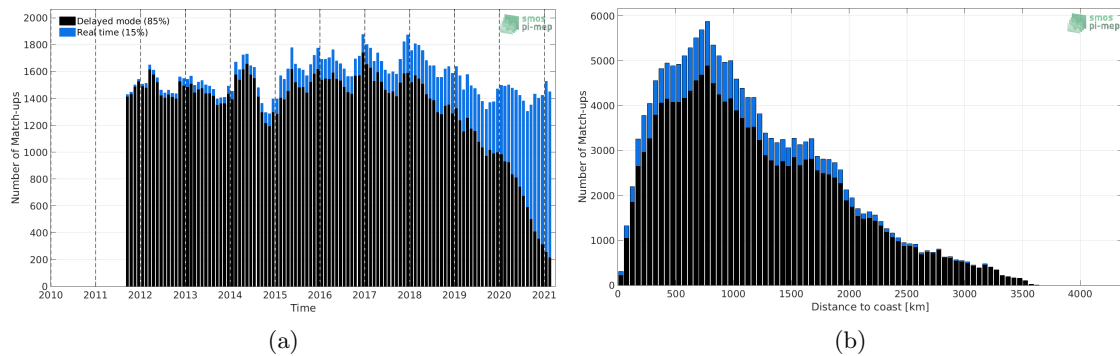 Delayed mode (85%)
Real time (15%)
smos
pi-mep
Number of Match-ups
2000
1800
1600
1400
1200
1000
800
600
400
200
0
2010 2011 2012 2013 2014 2015 2016 2017 2018 2019 2020 2021
Time
(a)
smos
pi-mep
Number of Match-ups
6000
5000
4000
3000
2000
1000
0
0 500 1000 1500 2000 2500 3000 3500 4000
Distance to coast [km]
(b)